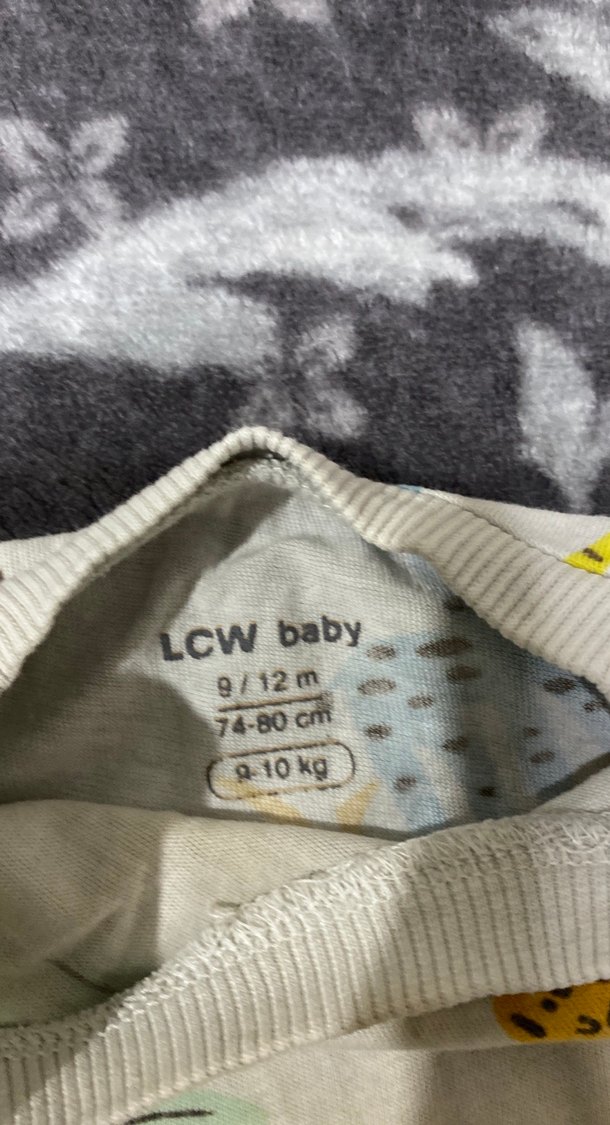 LCW baby
9 / 12 m
74-80 cm
9-10 kg